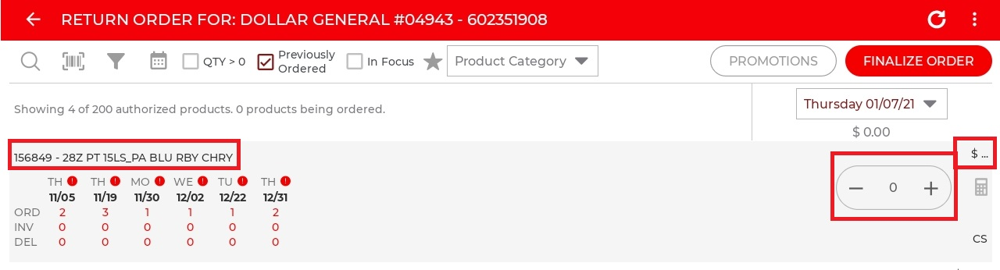 RETURN ORDER FOR: DOLLAR GENERAL #04943 - 602351908
QTY > 0
Previously
Ordered
In Focus
Product Category
PROMOTIONS
FINALIZE ORDER
Showing 4 of 200 authorized products. 0 products being ordered.
Thursday 01/07/21
$ 0.00
156849 - 28Z PT 15LS_PA BLU RBY CHRY
$ ...
TH TH MO WE TU TH
11/05 11/19 11/30 12/02 12/22 12/31
ORD 2 3 1 1 1 2
INV 0 0 0 0 0 0
DEL 0 0 0 0 0 0
− 0 +
CS